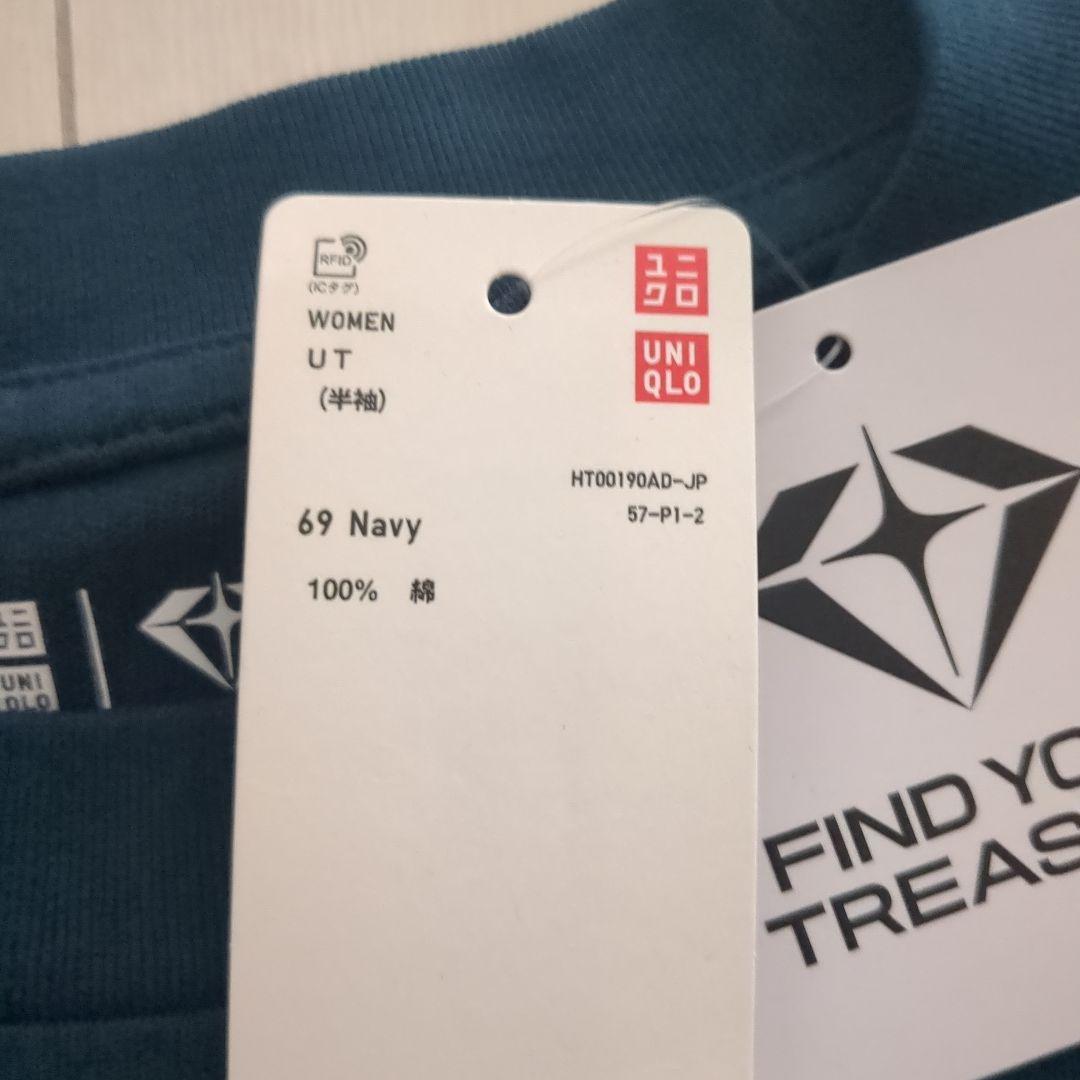 RFID
(ICタグ)
WOMEN
UT
(半袖)
ユニ
クロ
UNI
QLO
HT00190AD-JP
57-P1-2
69 Navy
100% 綿
ユニ
クロ
UNI
QLO
FIND YO
TREAS